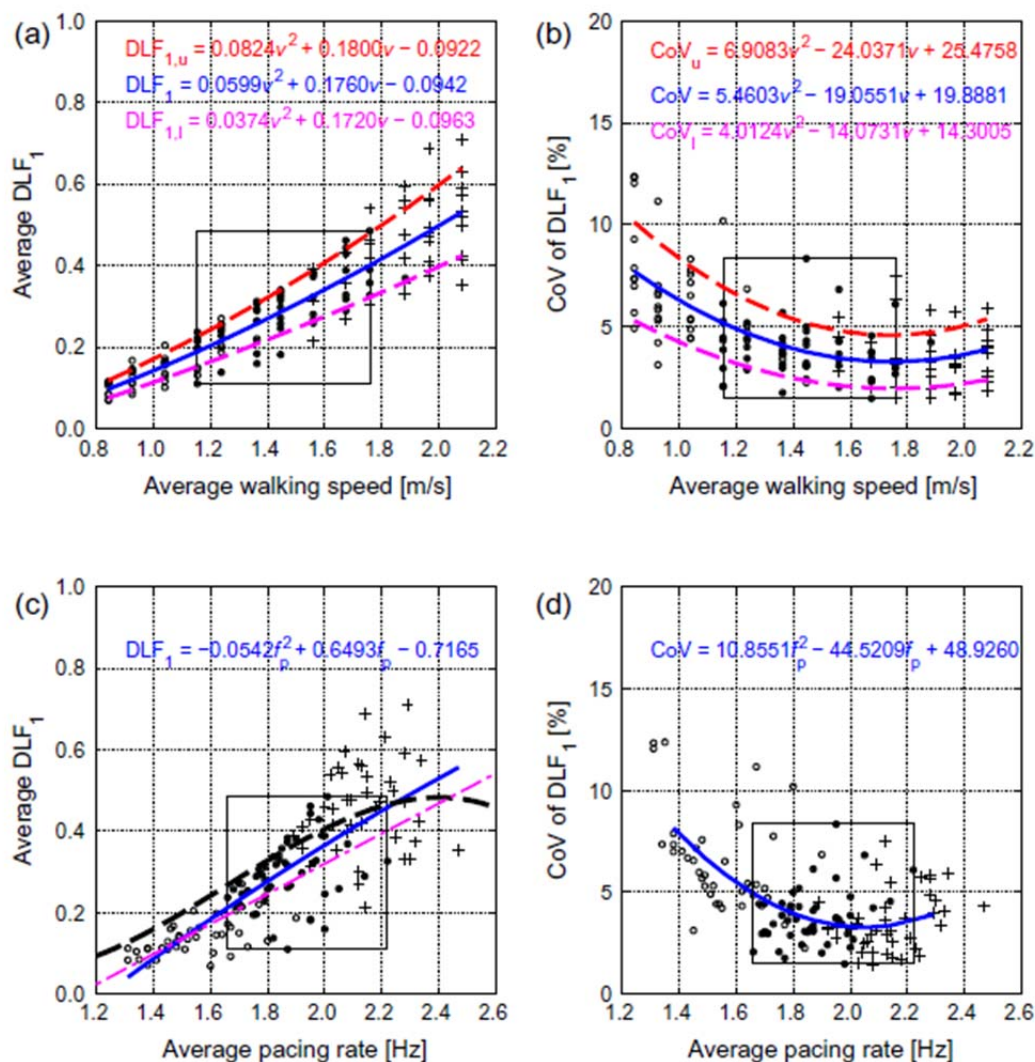 (a)
DLF1,u = 0.0824v² + 0.1800v − 0.0922
DLF1 = 0.0599v² + 0.1760v − 0.0942
DLF1,l = 0.0374v² + 0.1720v − 0.0963
1.0
0.8
0.6
0.4
0.2
0.0
Average DLF1
0.8 1.0 1.2 1.4 1.6 1.8 2.0 2.2
Average walking speed [m/s]
(b)
CoVu = 6.9083v² − 24.0371v + 25.4758
CoV = 5.4603v² − 19.0551v + 19.8881
CoVl = 4.0124v² − 14.0731v + 14.3005
20
15
10
5
0
CoV of DLF1 [%]
0.8 1.0 1.2 1.4 1.6 1.8 2.0 2.2
Average walking speed [m/s]
(c)
DLF1 = −0.0542fp² + 0.6493fp − 0.7165
1.0
0.8
0.6
0.4
0.2
0.0
Average DLF1
1.2 1.4 1.6 1.8 2.0 2.2 2.4 2.6
Average pacing rate [Hz]
(d)
CoV = 10.8551fp² − 44.5209fp + 48.9260
20
15
10
5
0
CoV of DLF1 [%]
1.2 1.4 1.6 1.8 2.0 2.2 2.4 2.6
Average pacing rate [Hz]